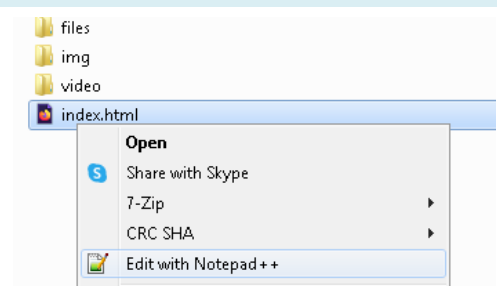 files
img
video
index.html
Open
Share with Skype
7-Zip
CRC SHA
Edit with Notepad++